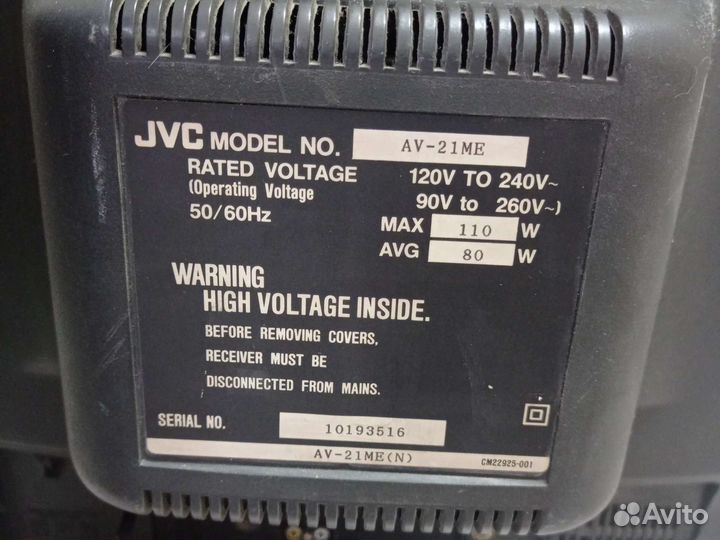 JVC MODEL NO. AV-21ME
RATED VOLTAGE 120V TO 240V~
(Operating Voltage 90V to 260V~)
50/60Hz
MAX 110 W
AVG 80 W
WARNING
HIGH VOLTAGE INSIDE.
BEFORE REMOVING COVERS,
RECEIVER MUST BE
DISCONNECTED FROM MAINS.
SERIAL NO. 10193516
AV-21ME(N) CM22925-001
Avito